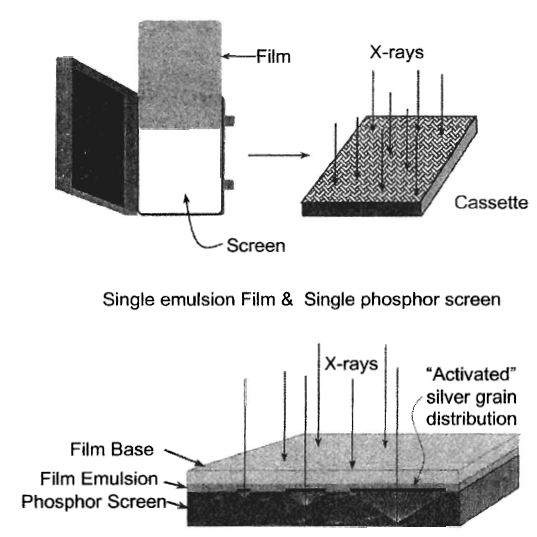 Film
X-rays
Cassette
Screen
Single emulsion Film & Single phosphor screen
X-rays
“Activated”
silver grain
distribution
Film Base
Film Emulsion
Phosphor Screen